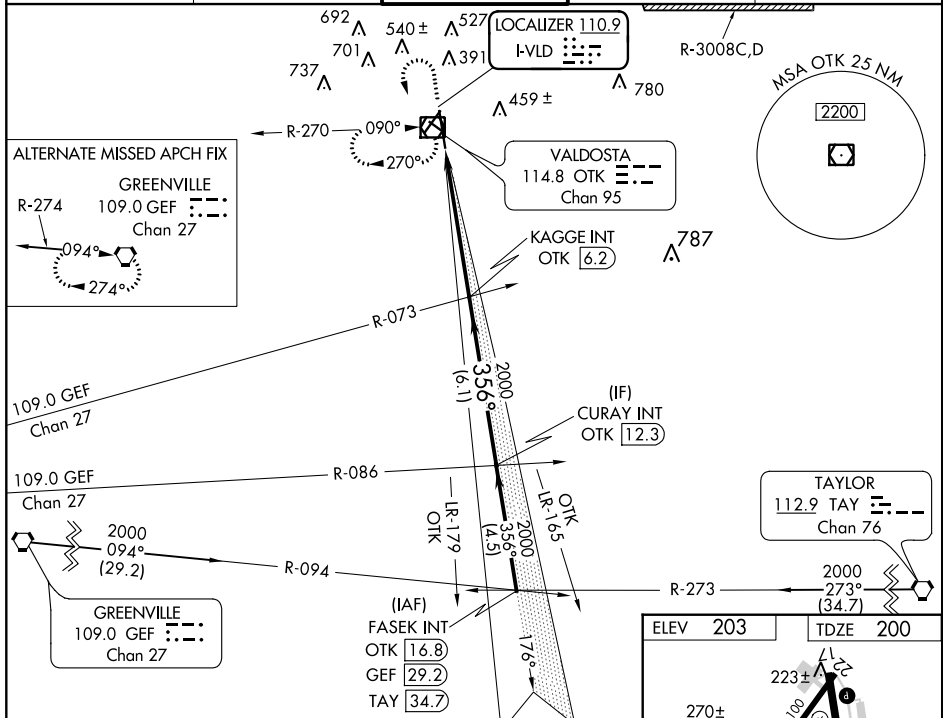 692
540 ±
527
701
391
737
LOCALIZER 110.9
I-VLD
R-3008C,D
459 ±
780
MSA OTK 25 NM
2200
R-270
090°
270°
VALDOSTA
114.8 OTK
Chan 95
ALTERNATE MISSED APCH FIX
GREENVILLE
109.0 GEF
Chan 27
R-274
094°
274°
KAGGE INT
OTK 6.2
787
R-073
109.0 GEF
Chan 27
2000
356°
(6.1)
(IF)
CURAY INT
OTK 12.3
109.0 GEF
Chan 27
R-086
LR-179
OTK
OTK
LR-165
2000
356°
(4.5)
TAYLOR
112.9 TAY
Chan 76
2000
094°
(29.2)
R-094
R-273
2000
273°
(34.7)
GREENVILLE
109.0 GEF
Chan 27
(IAF)
FASEK INT
OTK 16.8
GEF 29.2
TAY 34.7
176°
ELEV 203
TDZE 200
223±
217
227
270±
100
P